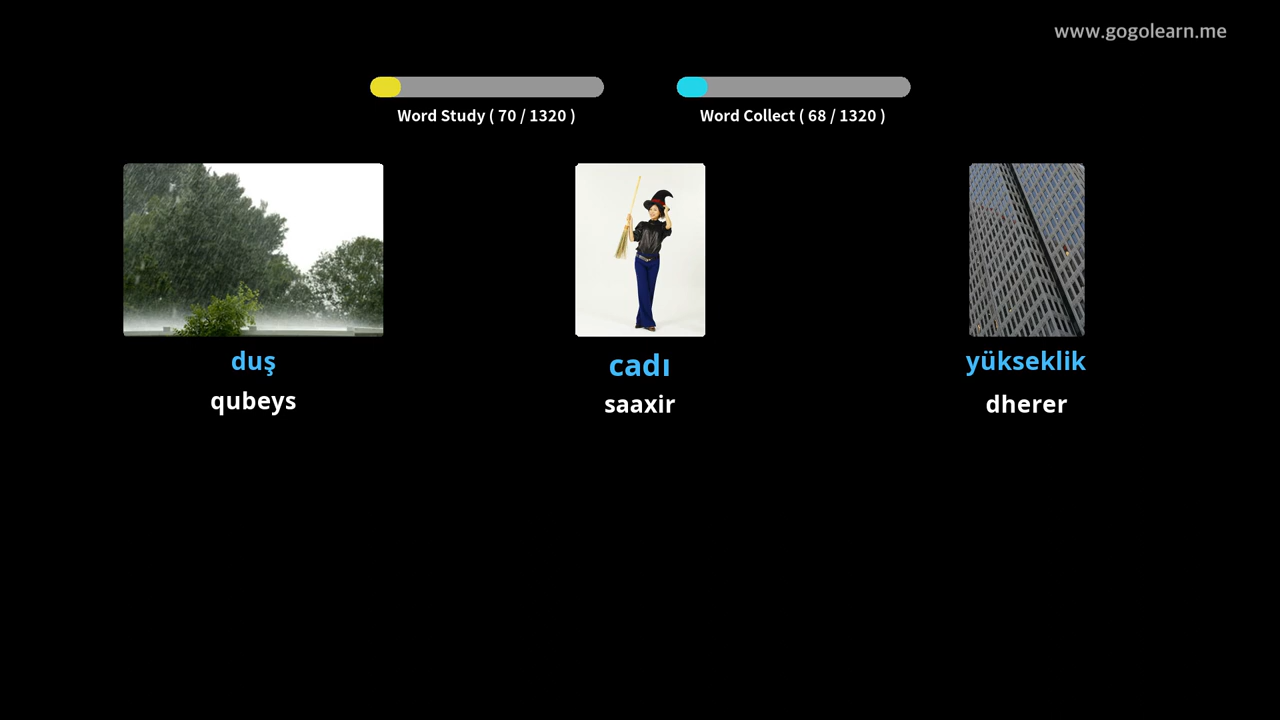 www.gogolearn.me
Word Study ( 70 / 1320 )
Word Collect ( 68 / 1320 )
duş
cadı
yükseklik
qubeys
saaxir
dherer